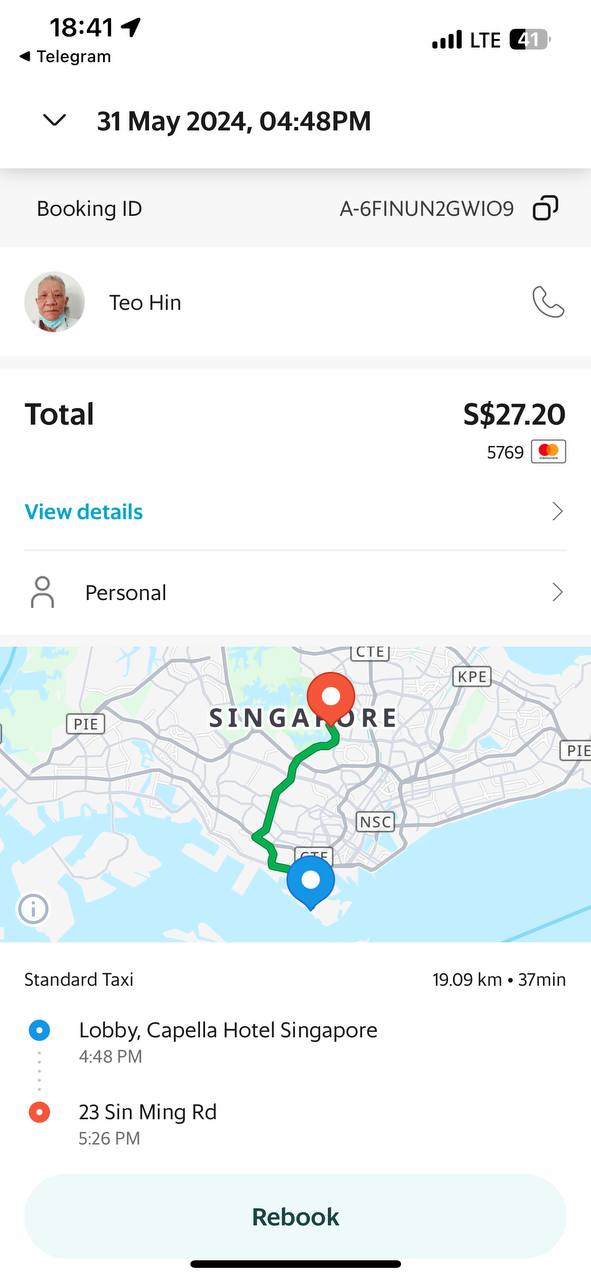 18:41
LTE 41
◀ Telegram
31 May 2024, 04:48PM
Booking ID A-6FINUN2GWIO9
Teo Hin
Total S$27.20
5769
View details
Personal
CTE
KPE
SINGAPORE
PIE
PIE
NSC
CTE
Standard Taxi 19.09 km • 37min
Lobby, Capella Hotel Singapore
4:48 PM
23 Sin Ming Rd
5:26 PM
Rebook